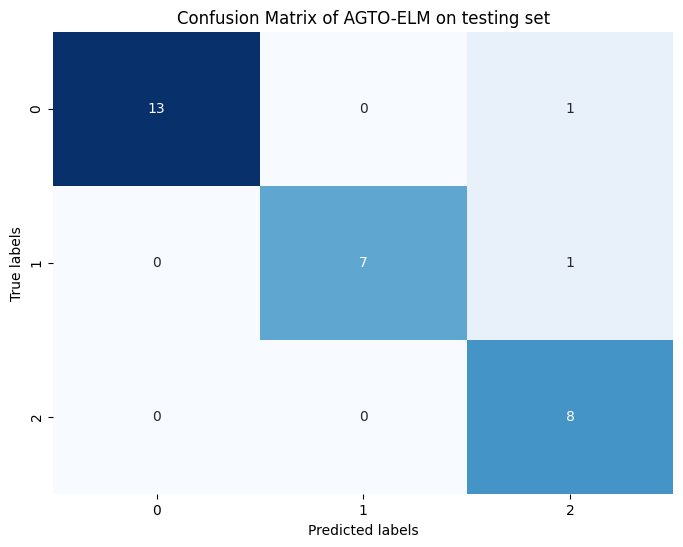 Confusion Matrix of AGTO-ELM on testing set
True labels
0 13 0 1
1 0 7 1
2 0 0 8
0 1 2
Predicted labels